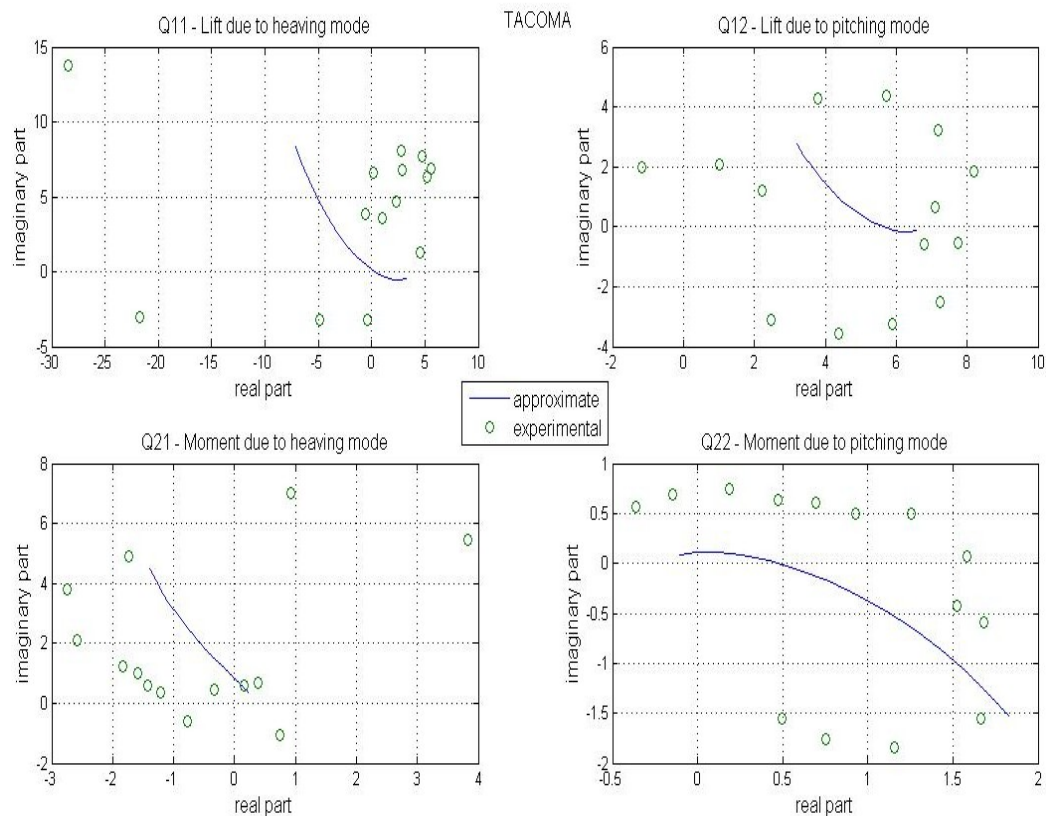 TACOMA
Q11 - Lift due to heaving mode
15
10
5
0
-5
-30 -25 -20 -15 -10 -5 0 5 10
imaginary part
real part
Q12 - Lift due to pitching mode
6
4
2
0
-2
-4
-2 0 2 4 6 8 10
imaginary part
real part
approximate
experimental
Q21 - Moment due to heaving mode
8
6
4
2
0
-2
-3 -2 -1 0 1 2 3 4
imaginary part
real part
Q22 - Moment due to pitching mode
1
0.5
0
-0.5
-1
-1.5
-2
-0.5 0 0.5 1 1.5 2
imaginary part
real part